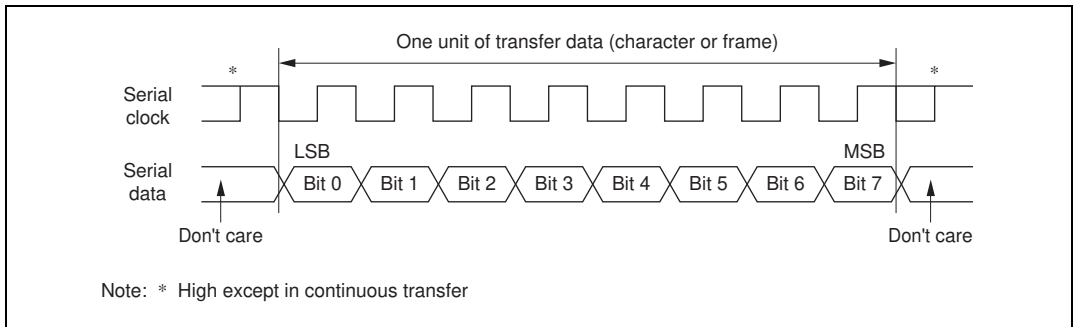 One unit of transfer data (character or frame)
* *
Serial
clock
LSB MSB
Serial
data
Bit 0 Bit 1 Bit 2 Bit 3 Bit 4 Bit 5 Bit 6 Bit 7
Don't care Don't care
Note: * High except in continuous transfer